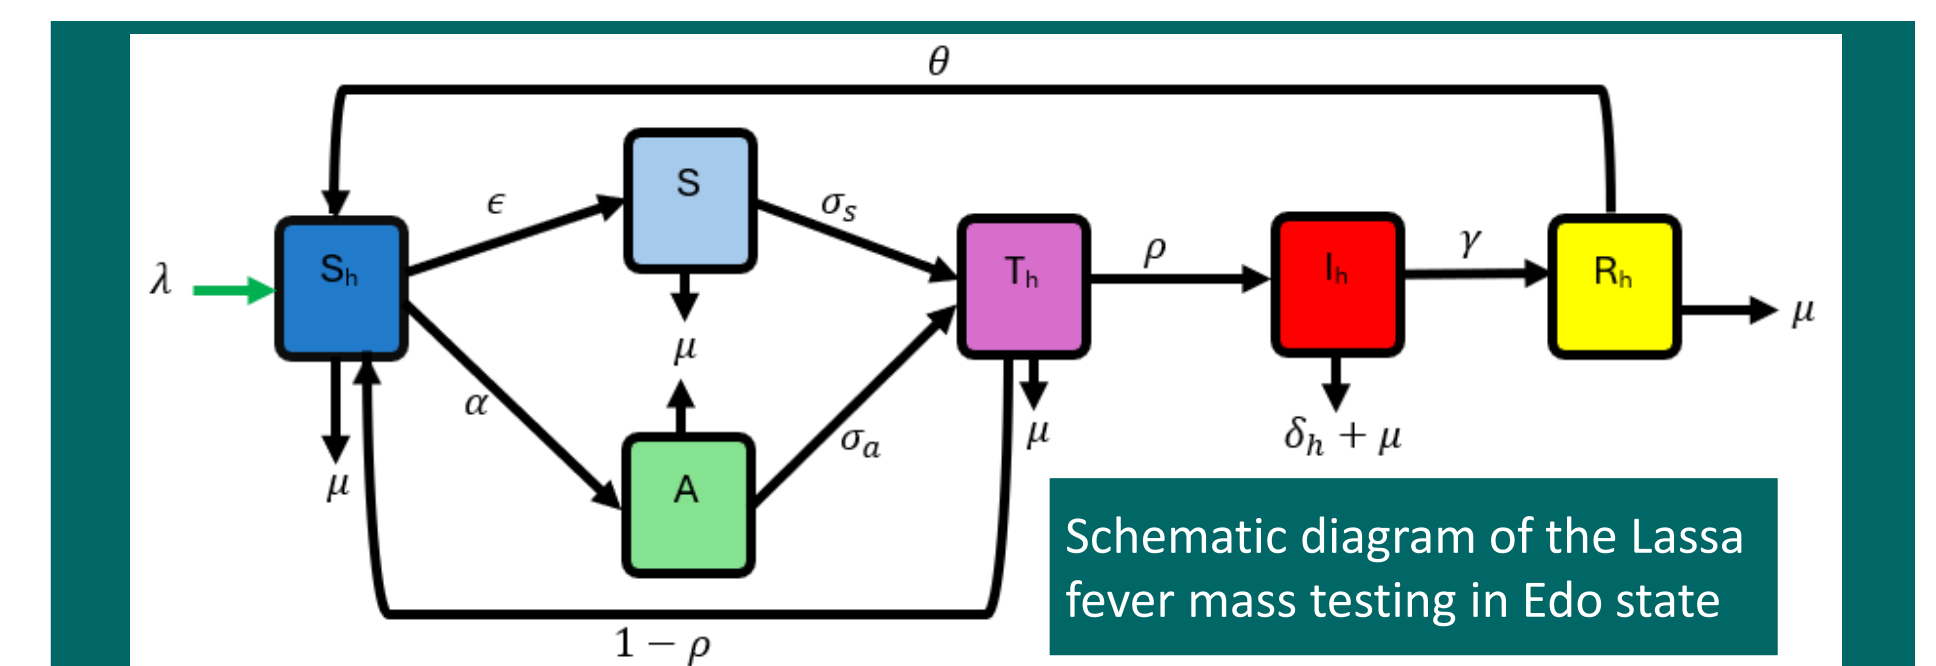 θ
ϵ
S
σₛ
λ
Sₕ
α
μ
μ
A
σₐ
Tₕ
μ
ρ
Iₕ
δₕ + μ
γ
Rₕ
μ
1 − ρ
Schematic diagram of the Lassa
fever mass testing in Edo state